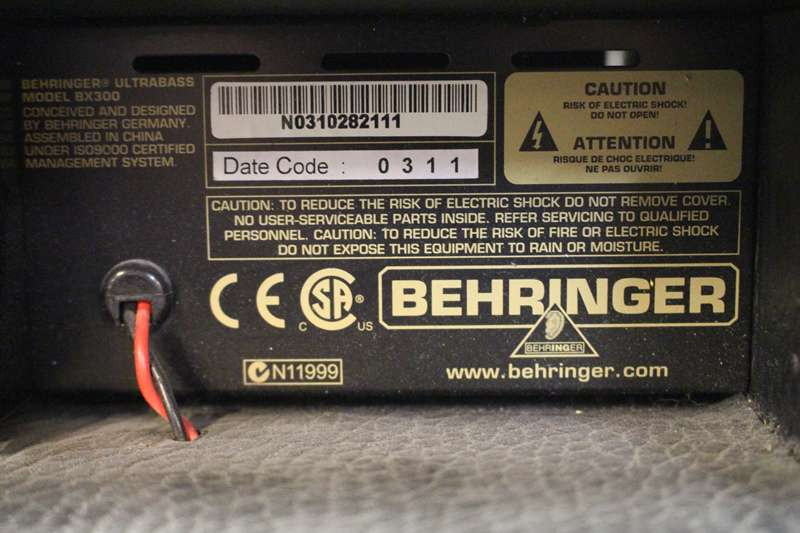 BEHRINGER® ULTRABASS
MODEL BX300
CONCEIVED AND DESIGNED
BY BEHRINGER GERMANY.
ASSEMBLED IN CHINA
UNDER ISO9000 CERTIFIED
MANAGEMENT SYSTEM.
N0310282111
Date Code : 0 3 1 1
CAUTION
RISK OF ELECTRIC SHOCK!
DO NOT OPEN!
ATTENTION
RISQUE DE CHOC ELECTRIQUE!
NE PAS OUVRIR!
CAUTION: TO REDUCE THE RISK OF ELECTRIC SHOCK DO NOT REMOVE COVER.
NO USER-SERVICEABLE PARTS INSIDE. REFER SERVICING TO QUALIFIED
PERSONNEL. CAUTION: TO REDUCE THE RISK OF FIRE OR ELECTRIC SHOCK
DO NOT EXPOSE THIS EQUIPMENT TO RAIN OR MOISTURE.
CE
C SA® US
BEHRINGER
BEHRINGER
N11999
www.behringer.com